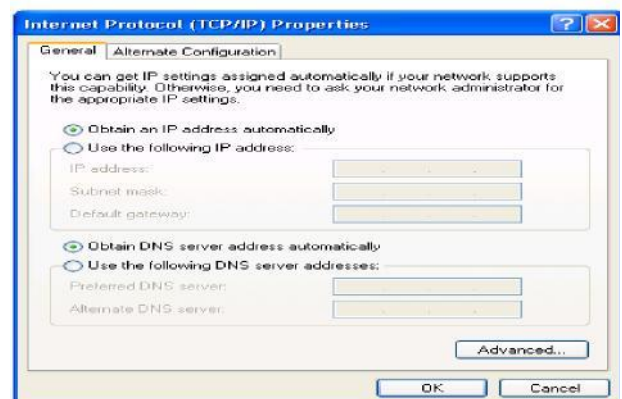 Internet Protocol (TCP/IP) Properties
General
Alternate Configuration
You can get IP settings assigned automatically if your network supports
this capability. Otherwise, you need to ask your network administrator for
the appropriate IP settings.
Obtain an IP address automatically
Use the following IP address:
IP address:
Subnet mask:
Default gateway:
Obtain DNS server address automatically
Use the following DNS server addresses:
Preferred DNS server:
Alternate DNS server:
Advanced...
OK
Cancel